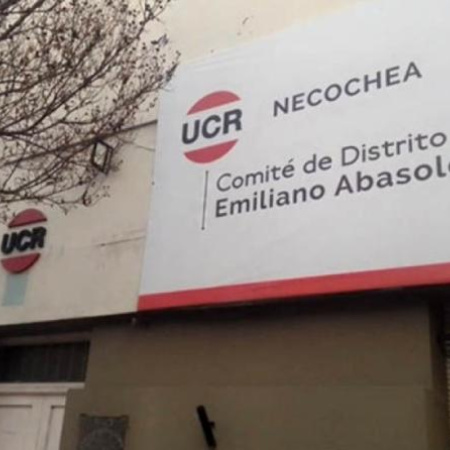 UCR NECOCHEA
Comité de Distrito
Emiliano Abasolo
UCR